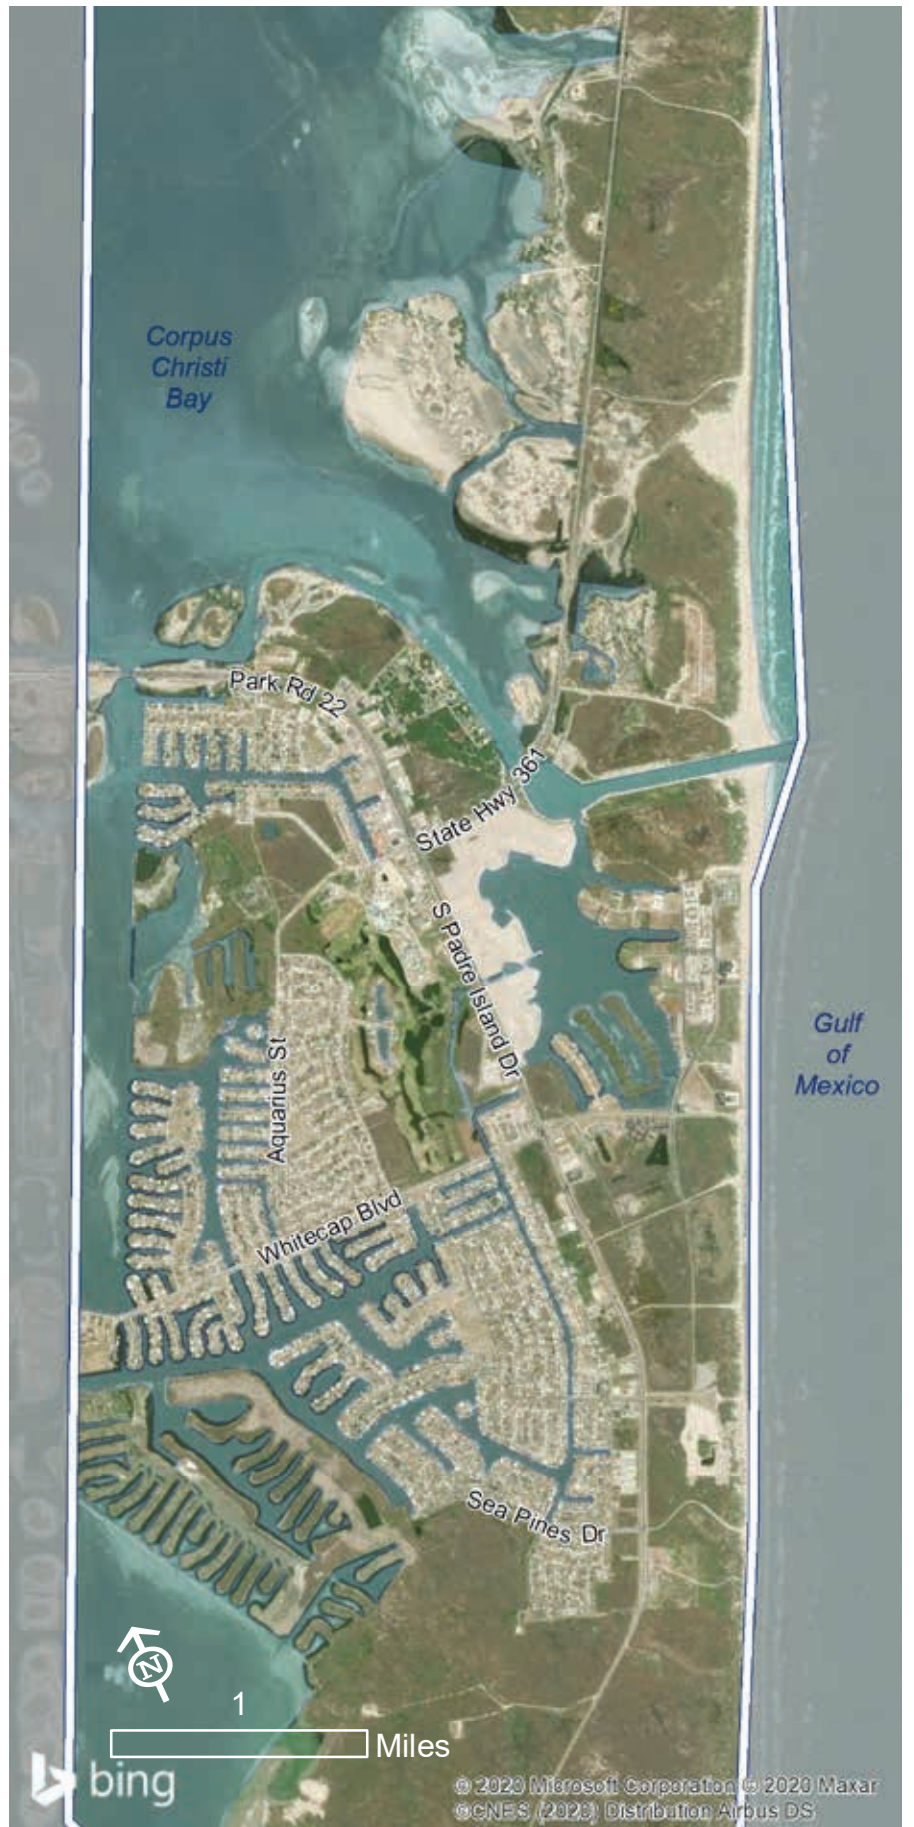 Corpus
Christi
Bay
Park Rd 22
State Hwy 361
S Padre Island Dr
Gulf
of
Mexico
Aquarius St
Whitecap Blvd
Sea Pines Dr
N
1
Miles
bing
© 2020 Microsoft Corporation © 2020 Maxar
©CNES (2020) Distribution Airbus DS